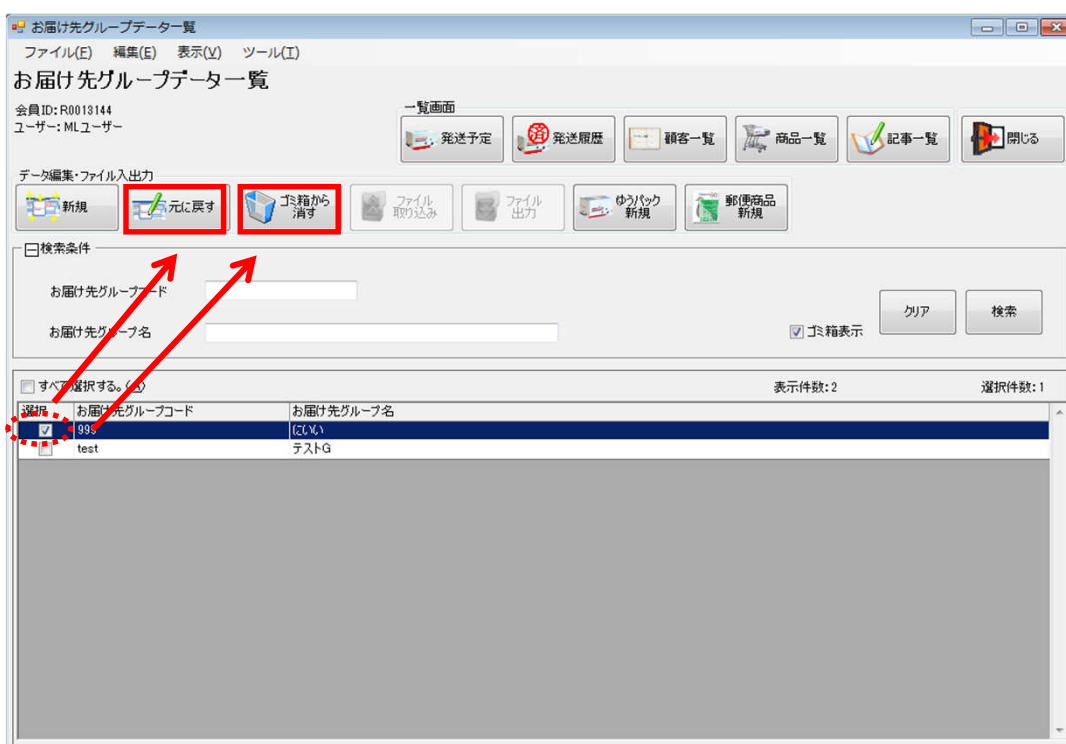 お届け先グループデータ一覧
ファイル(F) 編集(E) 表示(V) ツール(T)
お届け先グループデータ一覧
会員ID:R0013144
ユーザー:MLユーザー
一覧画面
発送予定 済 発送履歴 顧客一覧 商品一覧 記事一覧 閉じる
データ編集・ファイル入出力
新規 元に戻す ゴミ箱から消す ファイル取り込み ファイル出力 ゆうパック新規 郵便商品新規
検索条件
お届け先グループコード
お届け先グループ名
ゴミ箱表示 クリア 検索
すべて選択する。(A) 表示件数:2 選択件数:1
選択 お届け先グループコード お届け先グループ名
999
test テストG